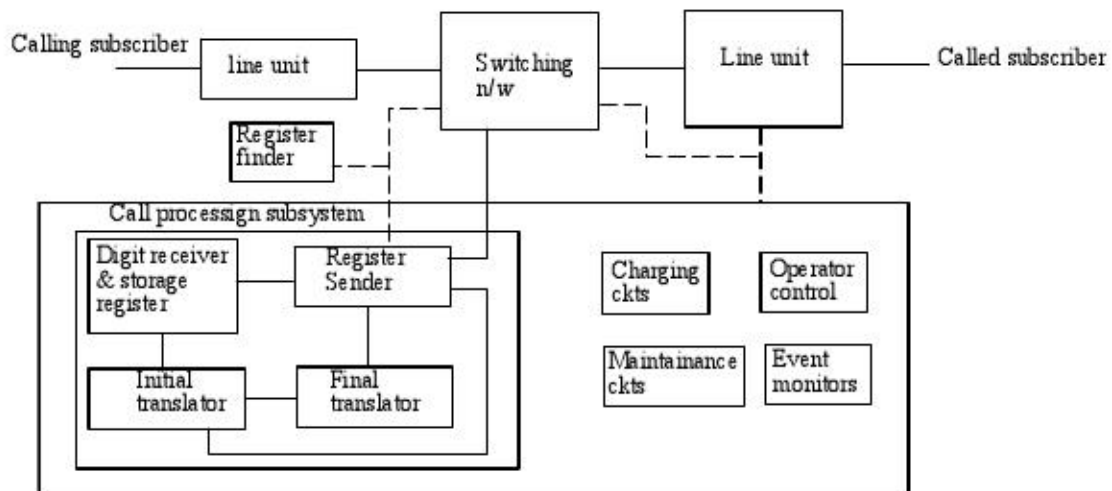 Calling subscriber
line unit
Switching
n/w
Line unit
Called subscriber
Register
finder
Call processign subsystem
Digit receiver
& storage
register
Register
Sender
Charging
ckts
Operator
control
Initial
translator
Final
translator
Maintainance
ckts
Event
monitors